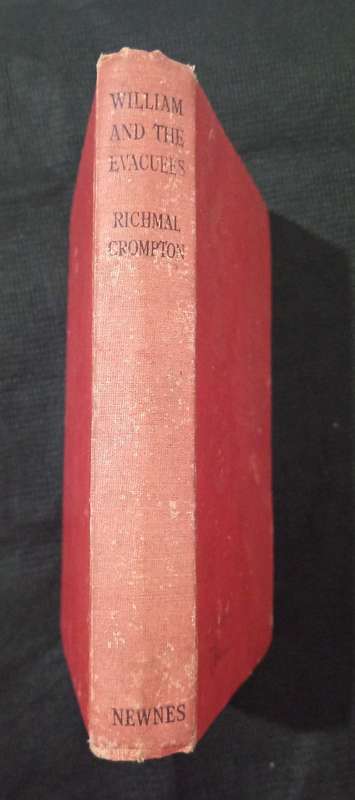 WILLIAM
AND THE
EVACUEES
RICHMAL
CROMPTON
NEWNES